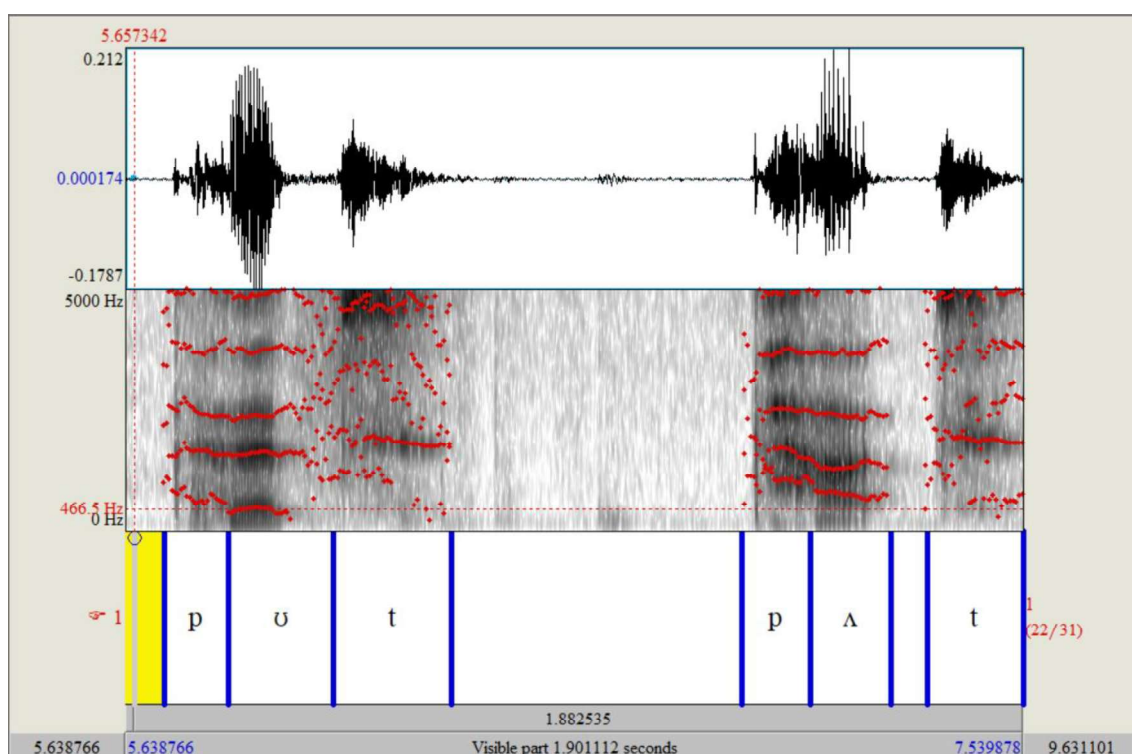 5.657342
0.212
0.000174
-0.1787
5000 Hz
466.5 Hz
0 Hz
☞ 1 p ʊ t p ʌ t 1
(22/31)
1.882535
5.638766 5.638766 Visible part 1.901112 seconds 7.539878 9.631101